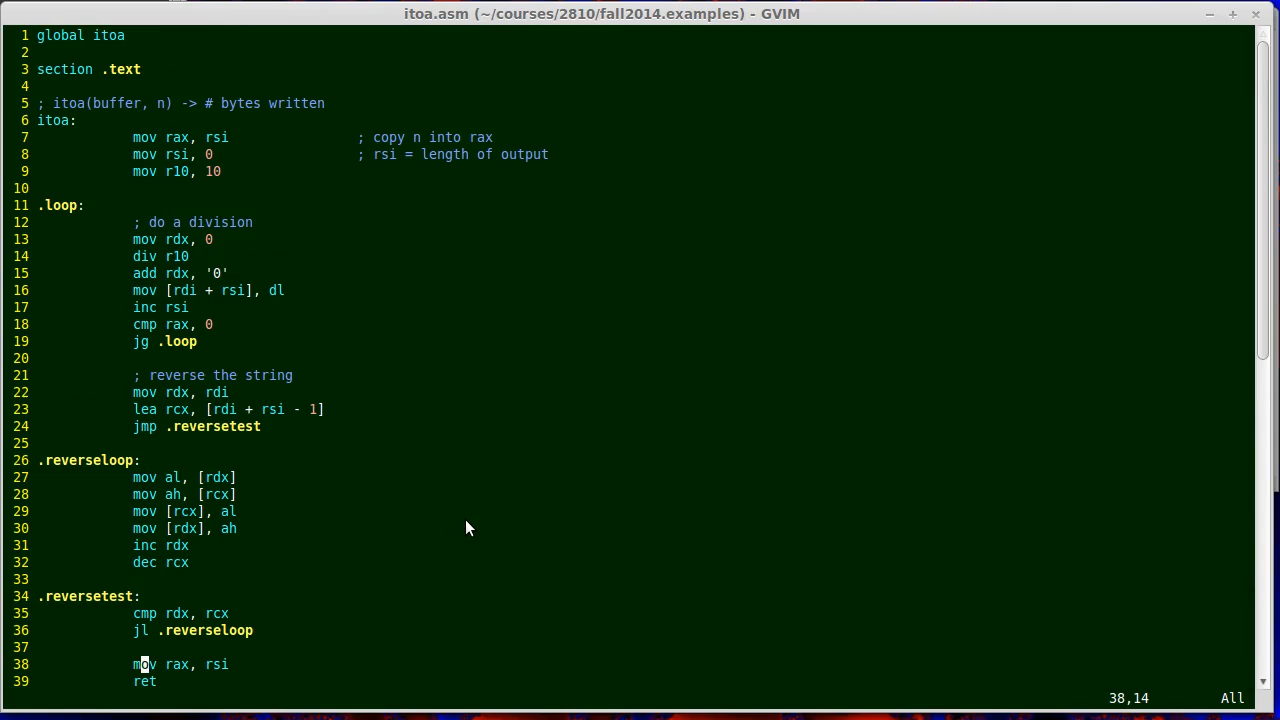 itoa.asm (~/courses/2810/fall2014.examples) - GVIM
1 global itoa
2
3 section .text
4
5 ; itoa(buffer, n) -> # bytes written
6 itoa:
7 mov rax, rsi ; copy n into rax
8 mov rsi, 0 ; rsi = length of output
9 mov r10, 10
10
11 .loop:
12 ; do a division
13 mov rdx, 0
14 div r10
15 add rdx, '0'
16 mov [rdi + rsi], dl
17 inc rsi
18 cmp rax, 0
19 jg .loop
20
21 ; reverse the string
22 mov rdx, rdi
23 lea rcx, [rdi + rsi - 1]
24 jmp .reversetest
25
26 .reverseloop:
27 mov al, [rdx]
28 mov ah, [rcx]
29 mov [rcx], al
30 mov [rdx], ah
31 inc rdx
32 dec rcx
33
34 .reversetest:
35 cmp rdx, rcx
36 jl .reverseloop
37
38 mov rax, rsi
39 ret
38,14 All